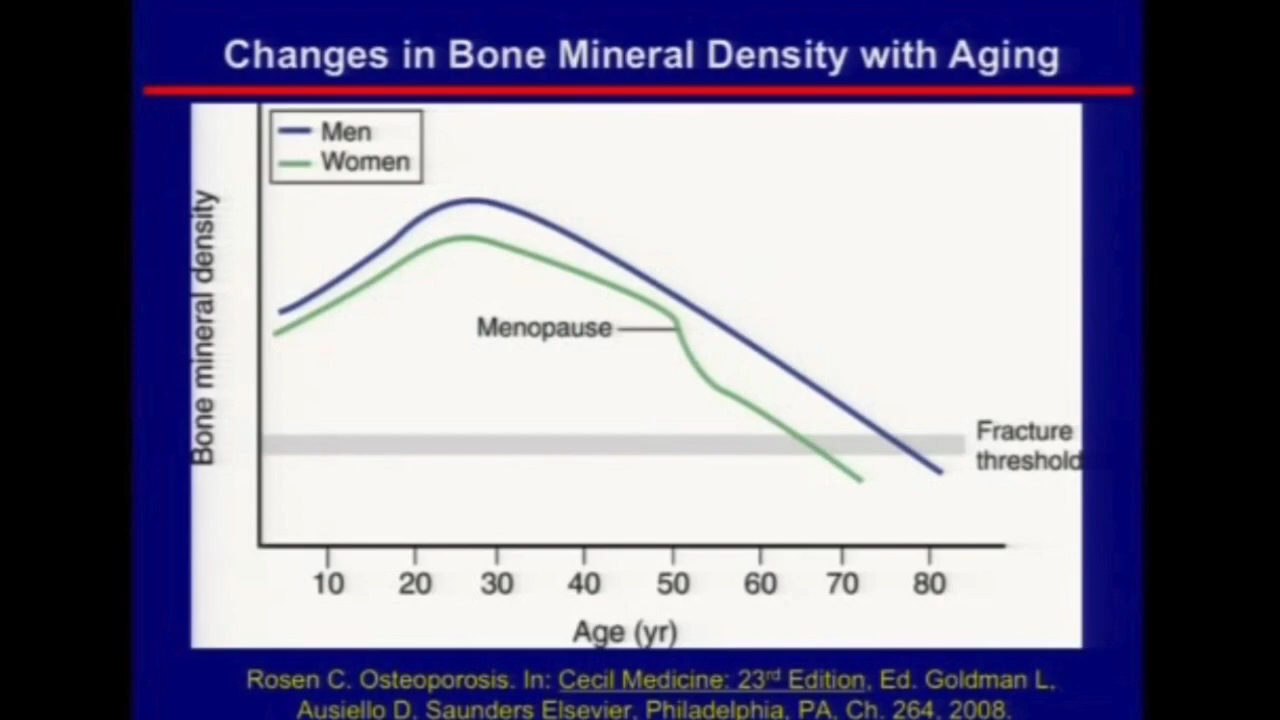 Changes in Bone Mineral Density with Aging
Men
Women
Bone mineral density
Menopause
Fracture
threshold
10 20 30 40 50 60 70 80
Age (yr)
Rosen C. Osteoporosis. In: Cecil Medicine: 23rd Edition, Ed. Goldman L,
Ausiello D, Saunders Elsevier, Philadelphia, PA, Ch. 264, 2008.